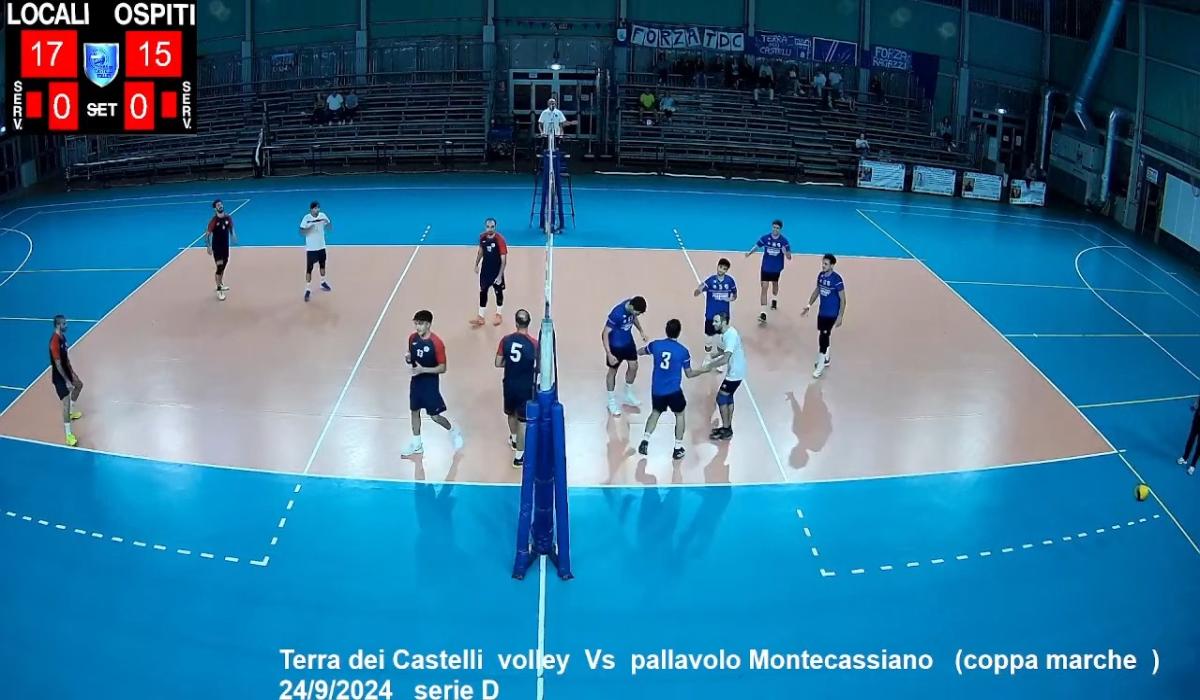 LOCALI OSPITI
17 15
SERV. 0 SET 0 SERV.
FORZA TDC
TERRA
CASTELLI
FORZA
RAGAZZI
5
3
Terra dei Castelli volley Vs pallavolo Montecassiano (coppa marche )
24/9/2024 serie D